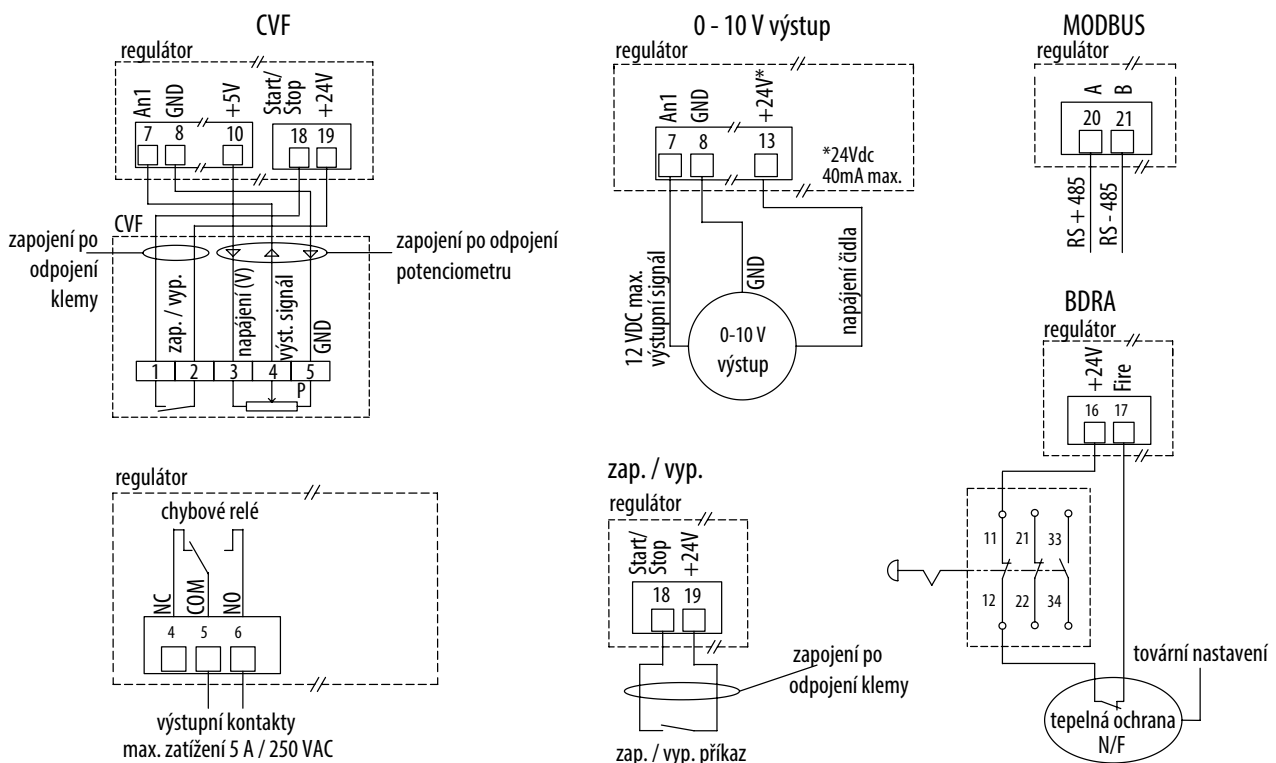 CVF
regulátor
An1
GND
+5V
Start/
Stop
+24V
7
8
10
18
19
CVF
zapojení po
odpojení
klemy
zapojení po odpojení
potenciometru
zap. / vyp.
napájení (V)
výst. signál
GND
1
2
3
4
5
P
0 - 10 V výstup
regulátor
An1
GND
+24V*
7
8
13
*24Vdc
40mA max.
12 VDC max.
výstupní signál
GND
napájení čidla
0-10 V
výstup
MODBUS
regulátor
A
B
20
21
RS + 485
RS - 485
BDRA
regulátor
+24V
Fire
16
17
11
21
33
12
22
34
tovární nastavení
tepelná ochrana
N/F
regulátor
chybové relé
NC
COM
NO
4
5
6
výstupní kontakty
max. zatížení 5 A / 250 VAC
zap. / vyp.
regulátor
Start/
Stop
+24V
18
19
zapojení po
odpojení klemy
zap. / vyp. příkaz